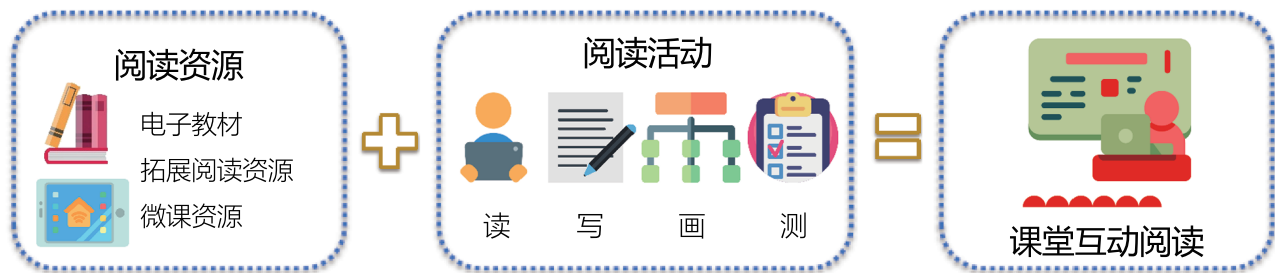 阅读资源
电子教材
拓展阅读资源
微课资源
阅读活动
读 写 画 测
课堂互动阅读